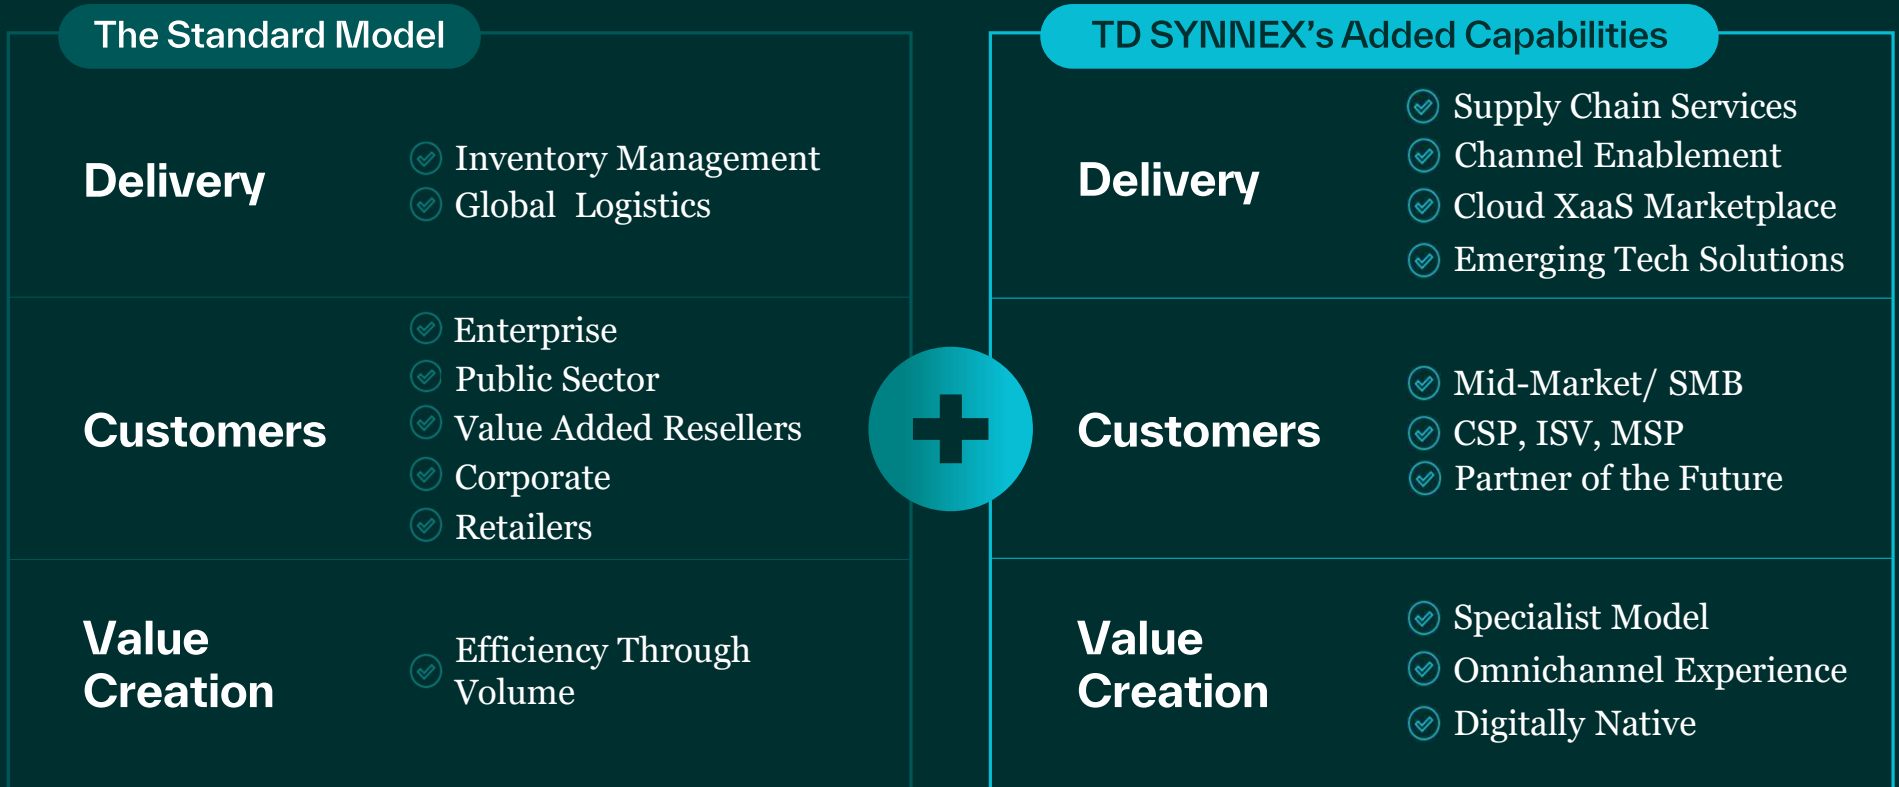 The Standard Model
Delivery
Inventory Management
Global Logistics
Customers
Enterprise
Public Sector
Value Added Resellers
Corporate
Retailers
Value
Creation
Efficiency Through
Volume
TD SYNNEX's Added Capabilities
Delivery
Supply Chain Services
Channel Enablement
Cloud XaaS Marketplace
Emerging Tech Solutions
Customers
Mid-Market/ SMB
CSP, ISV, MSP
Partner of the Future
Value
Creation
Specialist Model
Omnichannel Experience
Digitally Native